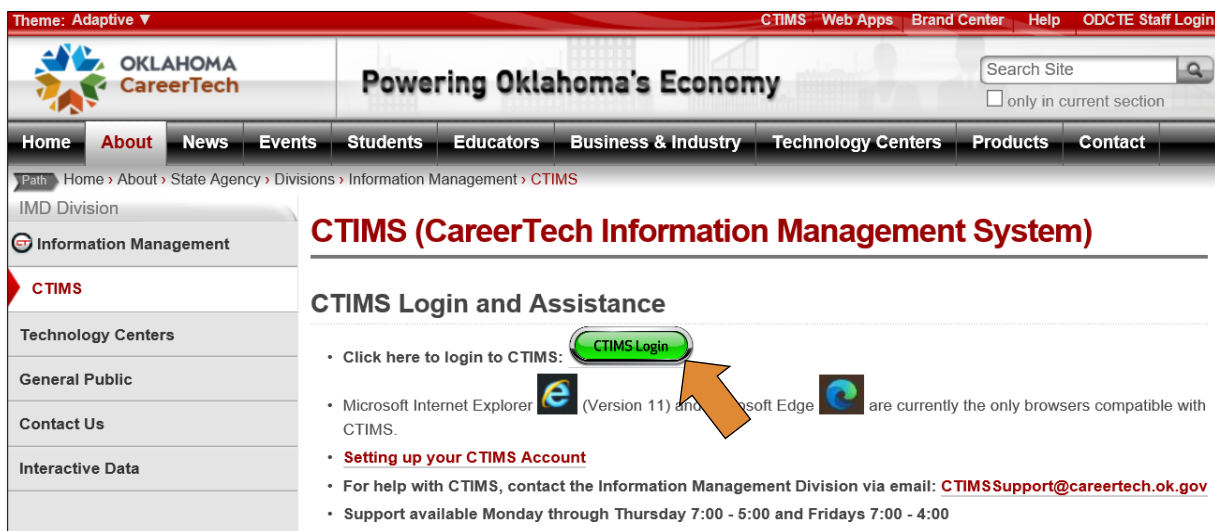 Theme: Adaptive ▼ CTIMS Web Apps Brand Center Help ODCTE Staff Login
OKLAHOMA
CareerTech
Powering Oklahoma's Economy
Search Site
only in current section
Home About News Events Students Educators Business & Industry Technology Centers Products Contact
Path Home › About › State Agency › Divisions › Information Management › CTIMS
IMD Division
CT Information Management
CTIMS
Technology Centers
General Public
Contact Us
Interactive Data
CTIMS (CareerTech Information Management System)
CTIMS Login and Assistance
• Click here to login to CTIMS: CTIMS Login
• Microsoft Internet Explorer (Version 11) and soft Edge are currently the only browsers compatible with
CTIMS.
• Setting up your CTIMS Account
• For help with CTIMS, contact the Information Management Division via email: CTIMSSupport@careertech.ok.gov
• Support available Monday through Thursday 7:00 - 5:00 and Fridays 7:00 - 4:00